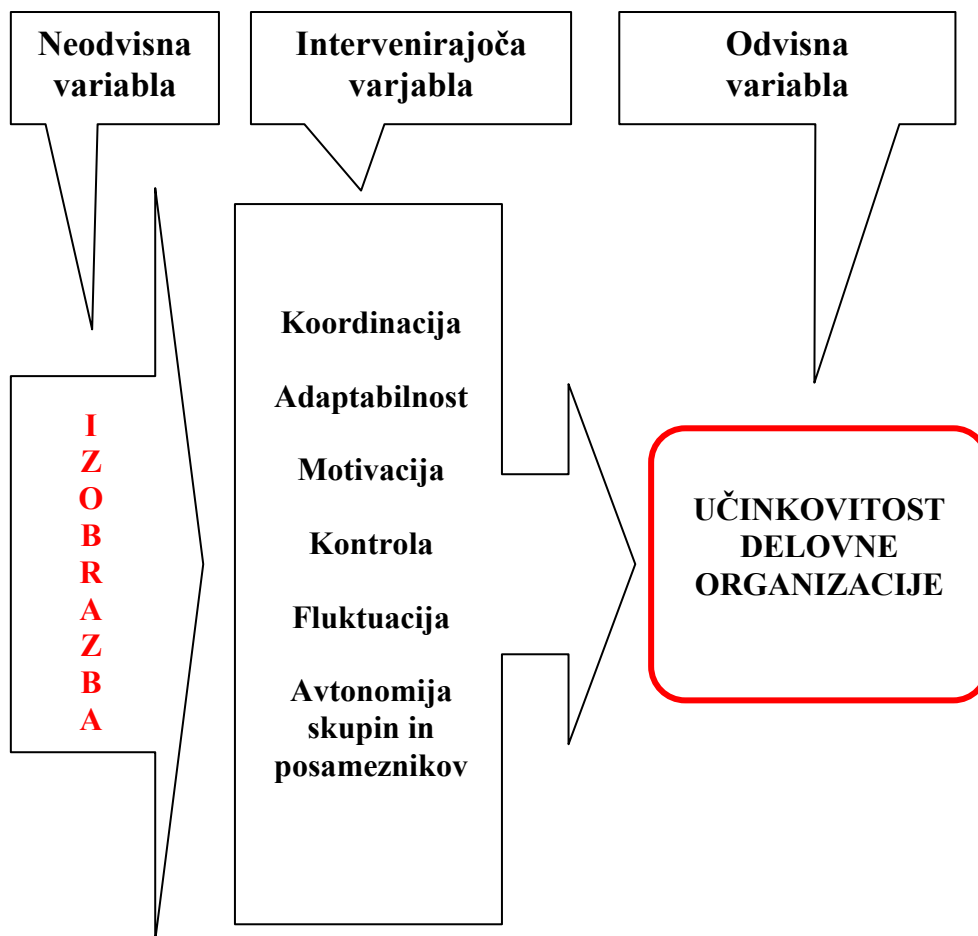 Neodvisna
variabla
Intervenirajoča
varjabla
Odvisna
variabla
I
Z
O
B
R
A
Z
B
A
Koordinacija
Adaptabilnost
Motivacija
Kontrola
Fluktuacija
Avtonomija
skupin in
posameznikov
UČINKOVITOST
DELOVNE
ORGANIZACIJE